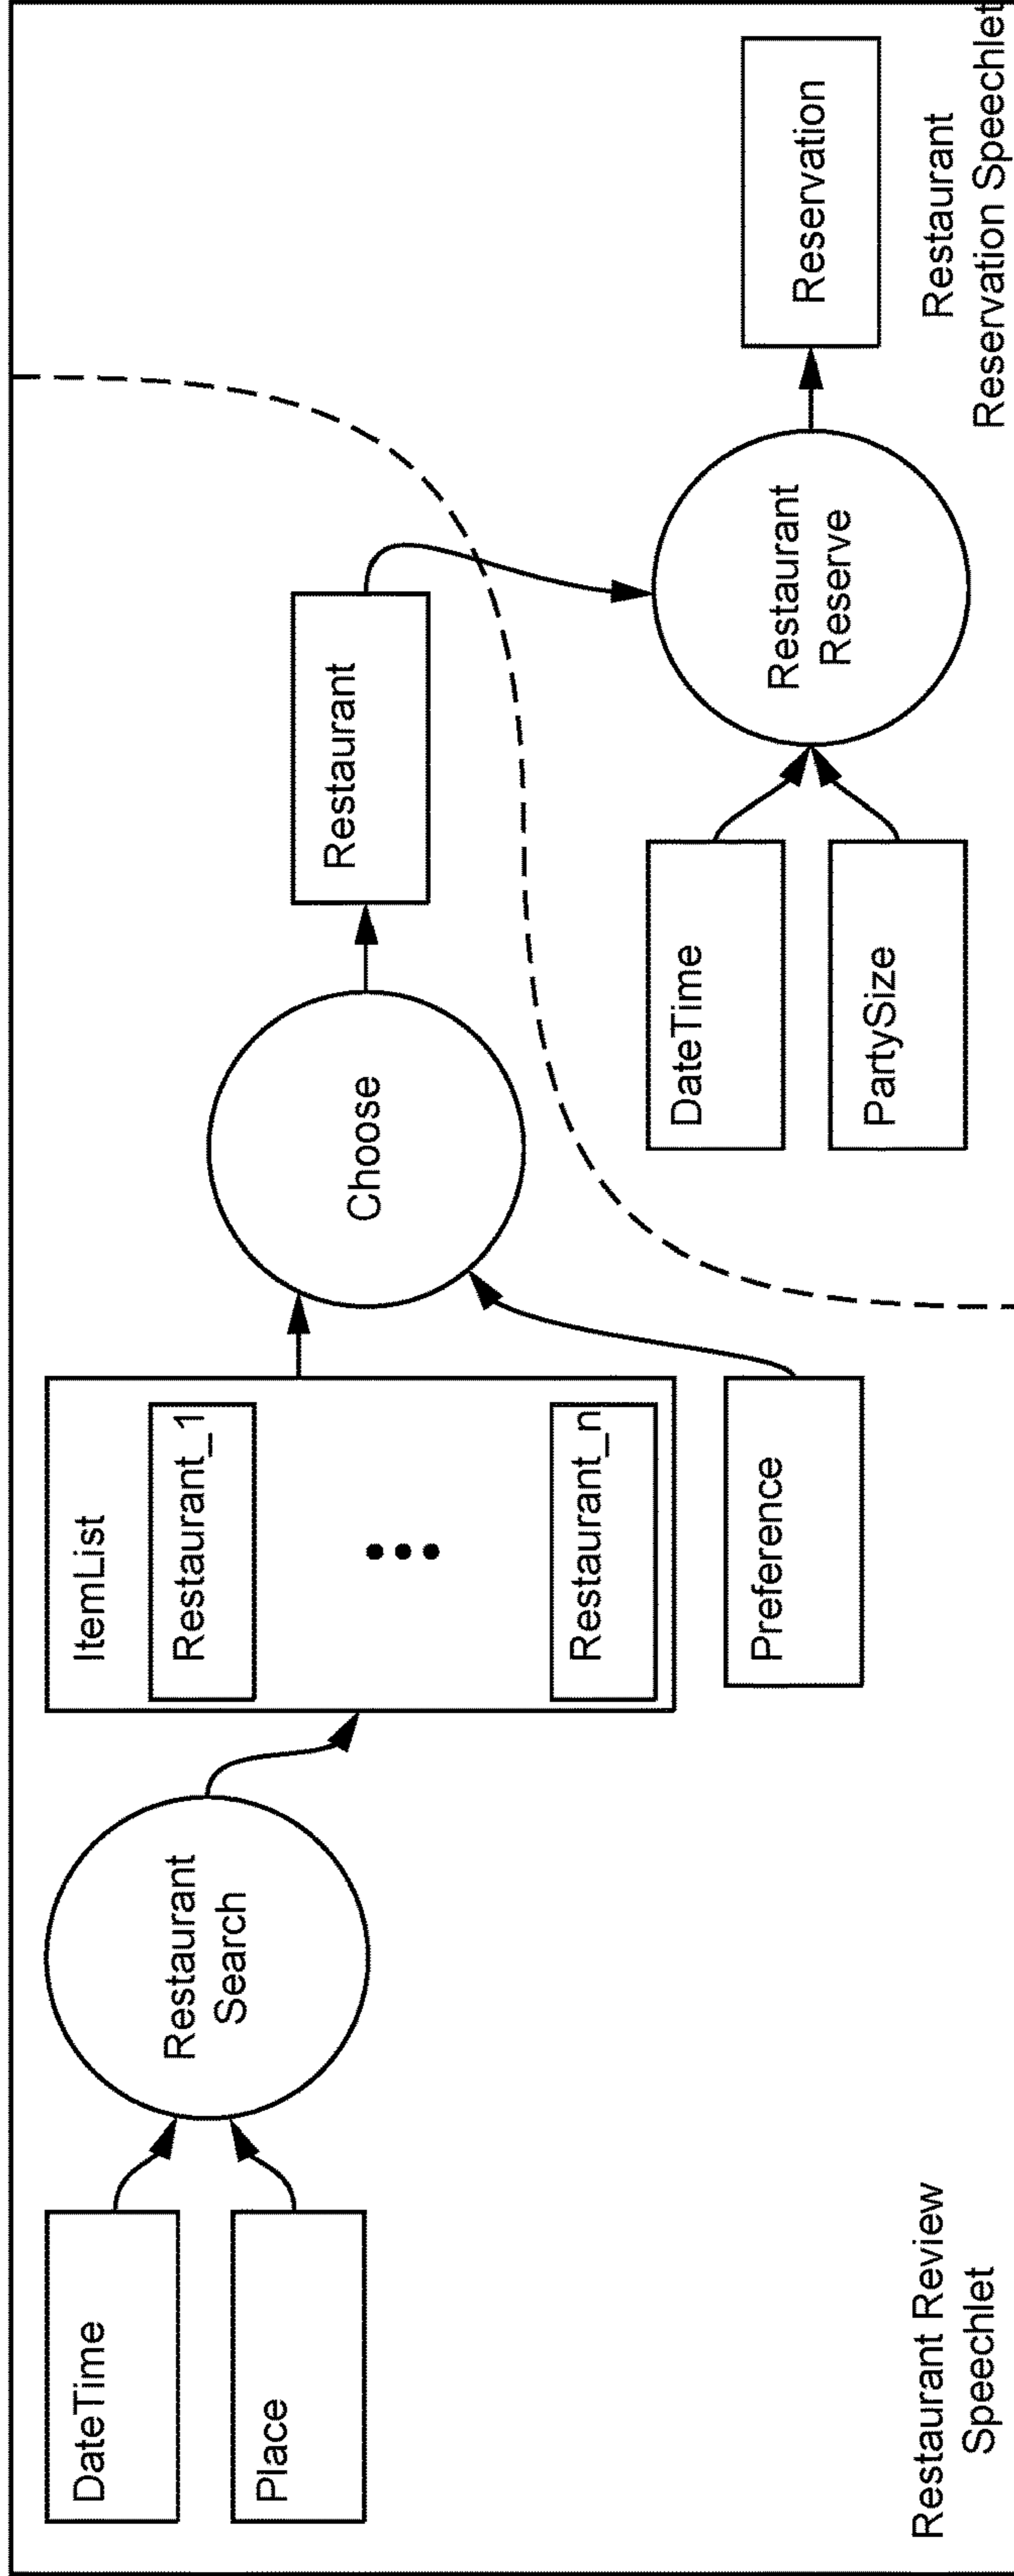 DateTime
Place
Restaurant
Search
ItemList
Restaurant_1
Restaurant_n
Preference
Choose
Restaurant
DateTime
PartySize
Restaurant
Reserve
Reservation
Restaurant Review
Speechlet
Restaurant
Reservation Speechlet